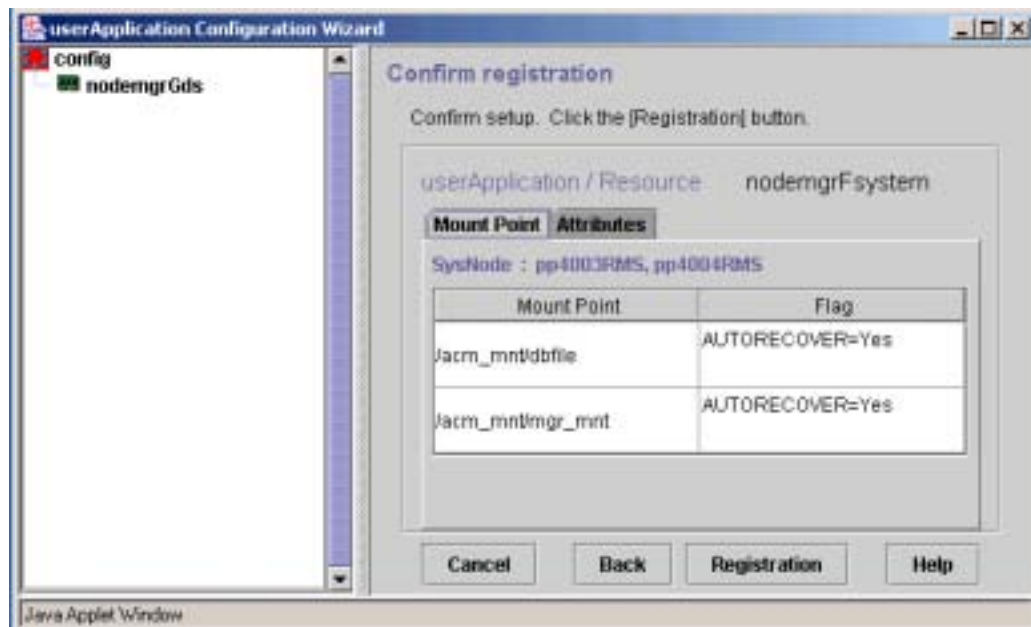 userApplication Configuration Wizard
config
nodemgrGds
Confirm registration
Confirm setup. Click the [Registration[ button.
userApplication / Resource nodemgrFsystem
Mount Point Attributes
SysNode : pp4003RMS, pp4004RMS
Mount Point Flag
/acm_mnt/dbfile AUTORECOVER=Yes
/acm_mnt/mgr_mnt AUTORECOVER=Yes
Cancel Back Registration Help
Java Applet Window